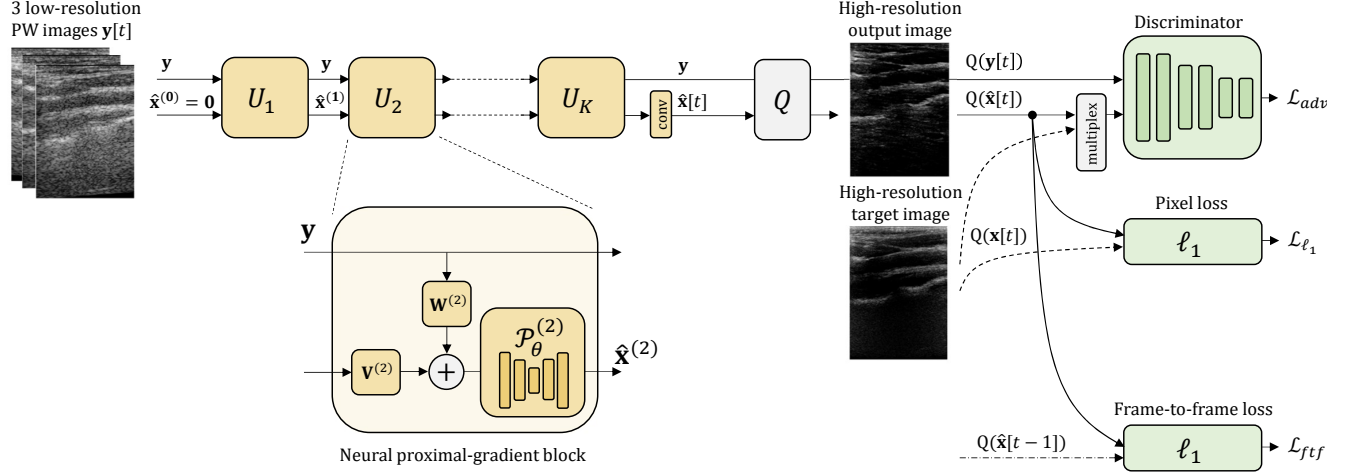 3 low-resolution
PW images y[t]
y
x̂⁽⁰⁾ = 0
U₁
y
x̂⁽¹⁾
U₂
U_K
y
conv
x̂[t]
Q
High-resolution
output image
Q(y[t])
Q(x̂[t])
multiplex
Discriminator
ℒ_adv
High-resolution
target image
Q(x[t])
Pixel loss
ℓ₁
ℒ_ℓ₁
y
W⁽²⁾
V⁽²⁾
+
𝒫_θ⁽²⁾
x̂⁽²⁾
Neural proximal-gradient block
Q(x̂[t − 1])
Frame-to-frame loss
ℓ₁
ℒ_ftf